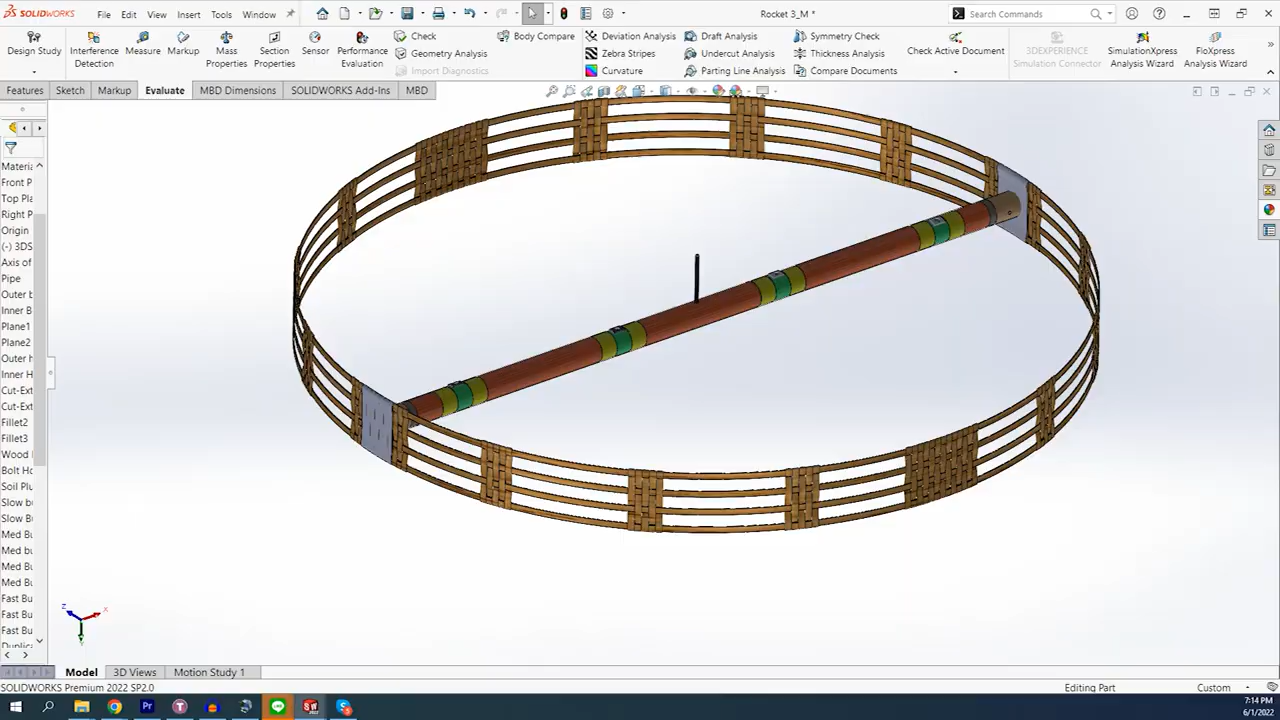 SOLIDWORKS File Edit View Insert Tools Window Rocket 3_M * Search Commands
Design Study Interference Detection Measure Markup Mass Properties Section Properties Sensor Performance Evaluation Check Geometry Analysis Import Diagnostics Body Compare Deviation Analysis Zebra Stripes Curvature Draft Analysis Undercut Analysis Parting Line Analysis Symmetry Check Thickness Analysis Compare Documents Check Active Document 3DEXPERIENCE Simulation Connector SimulationXpress Analysis Wizard FloXpress Analysis Wizard
Features Sketch Markup Evaluate MBD Dimensions SOLIDWORKS Add-Ins MBD
Materia
Front P
Top Pla
Right P
Origin
(-) 3DS
Axis of
Pipe
Outer b
Inner B
Plane1
Plane2
Outer h
Inner H
Cut-Ext
Cut-Ext
Fillet2
Fillet3
Wood
Bolt Ho
Soil Plu
Slow bu
Slow Bu
Med Bu
Med bu
Med Bu
Med Bu
Fast Bu
Fast Bu
Fast Bu
Z X
Model 3D Views Motion Study 1
SOLIDWORKS Premium 2022 SP2.0 Editing Part Custom
7:14 PM
6/1/2022